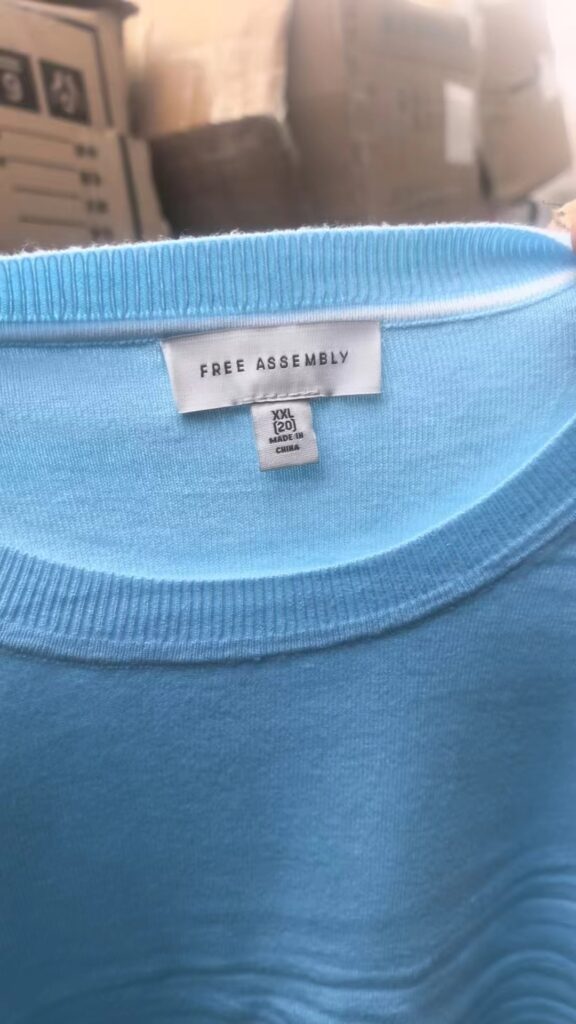 FREE ASSEMBLY
XXL
[20]
MADE IN
CHINA